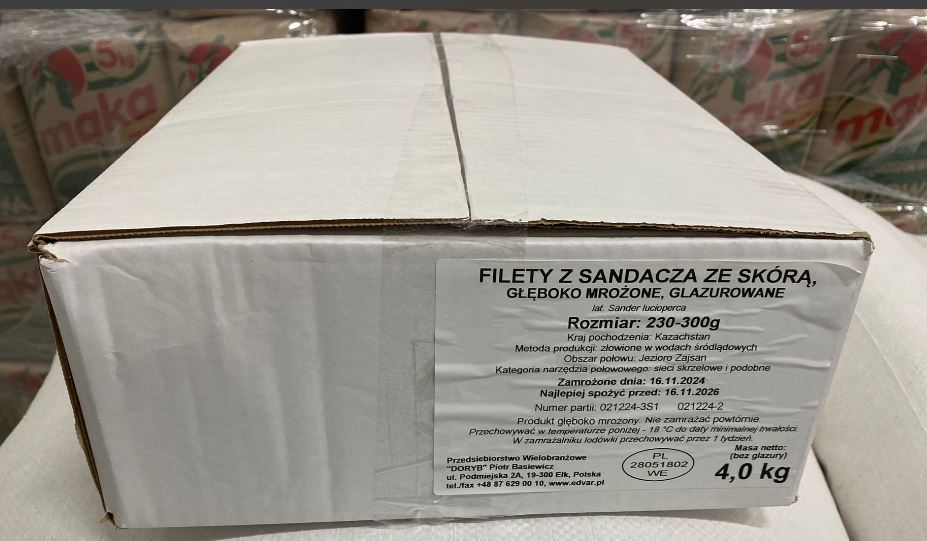 5kg
mąka
5kg
mąka
FILETY Z SANDACZA ZE SKÓRĄ,
GŁĘBOKO MROŻONE, GLAZUROWANE
lat. Sander lucioperca
Rozmiar: 230-300g
Kraj pochodzenia: Kazachstan
Metoda produkcji: złowione w wodach śródlądowych
Obszar połowu: Jezioro Zajsan
Kategoria narzędzia połowowego: sieci skrzelowe i podobne
Zamrożone dnia: 16.11.2024
Najlepiej spożyć przed: 16.11.2026
Numer partii: 021224-3S1 021224-2
Produkt głęboko mrożony. Nie zamrażać powtórnie.
Przechowywać w temperaturze poniżej - 18 °C do daty minimalnej trwałości.
W zamrażalniku lodówki przechowywać przez 1 tydzień.
Przedsiębiorstwo Wielobranżowe
"DORYB" Piotr Basiewicz
ul. Podmiejska 2A, 19-300 Ełk, Polska
tel./fax +48 87 629 00 10, www.edvar.pl
PL
28051802
WE
Masa netto:
(bez glazury)
4,0 kg